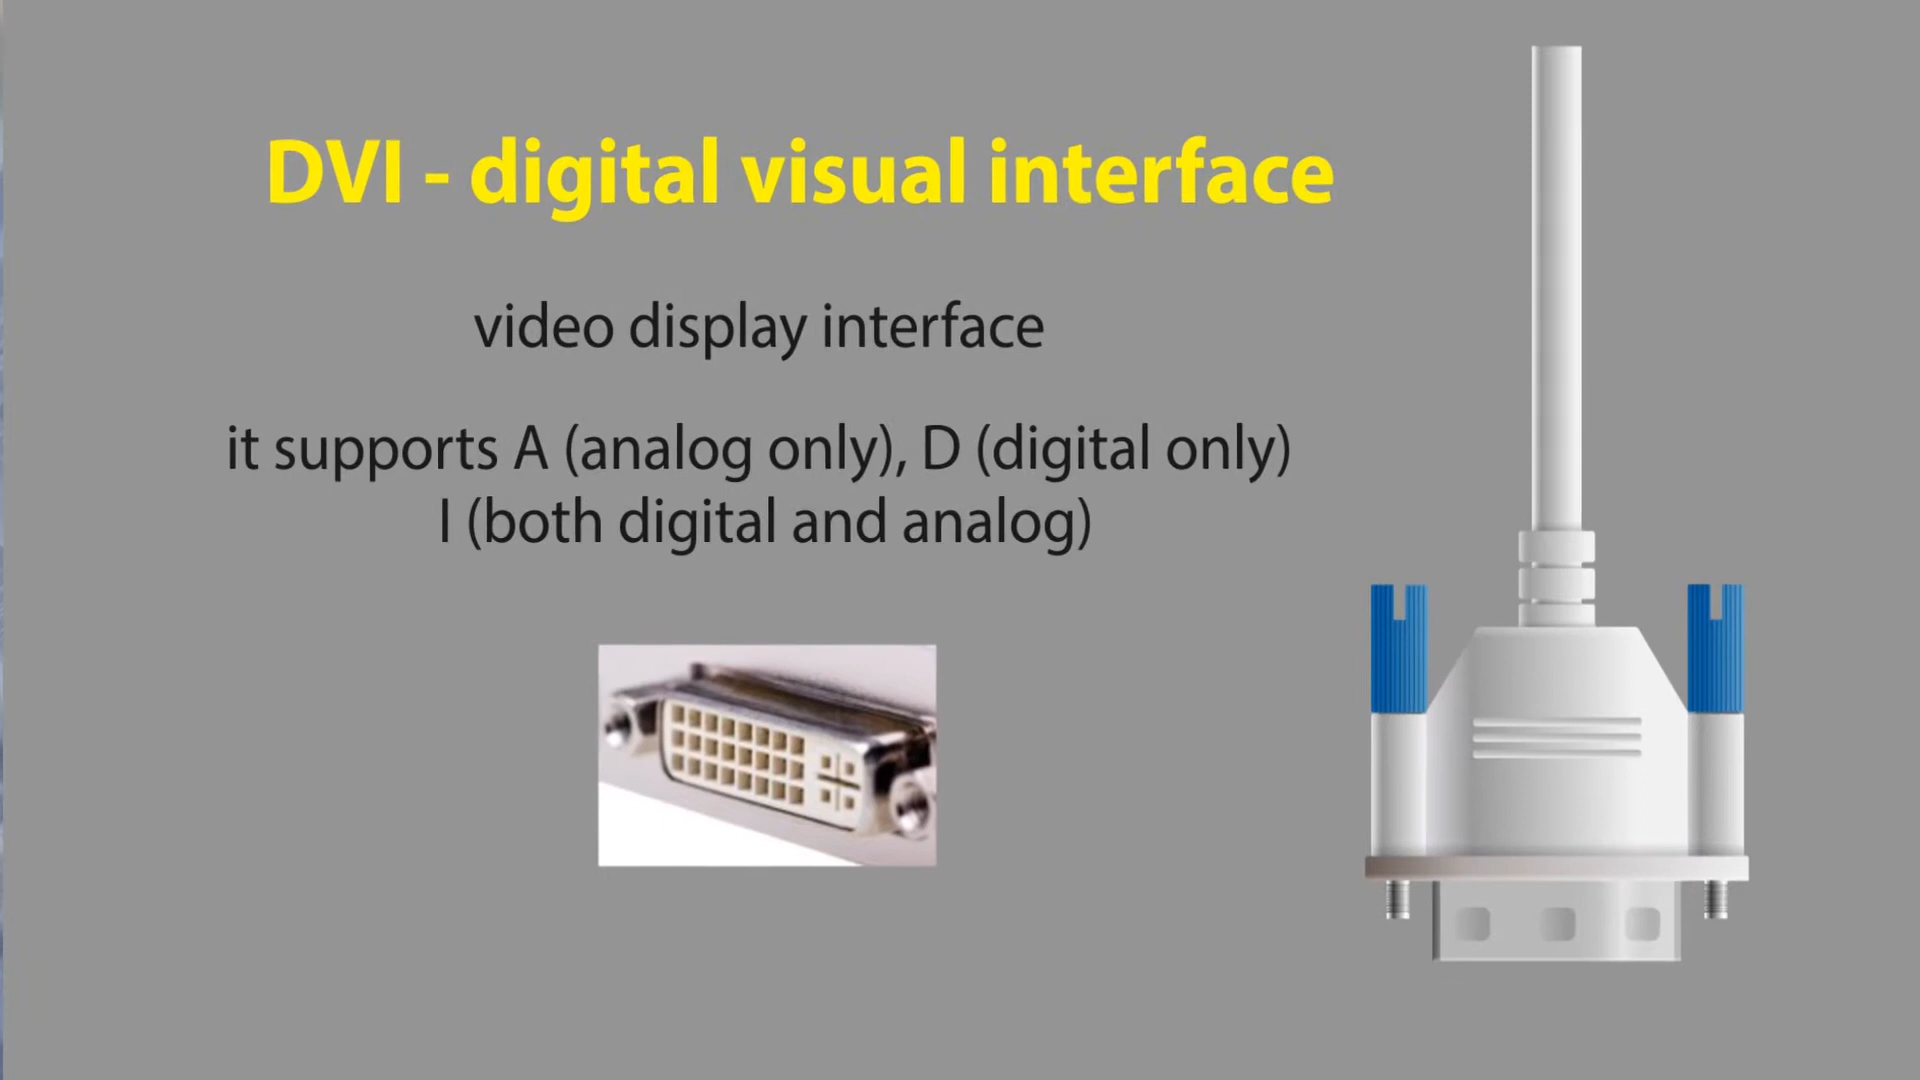 DVI - digital visual interface
video display interface
it supports A (analog only), D (digital only)
I (both digital and analog)